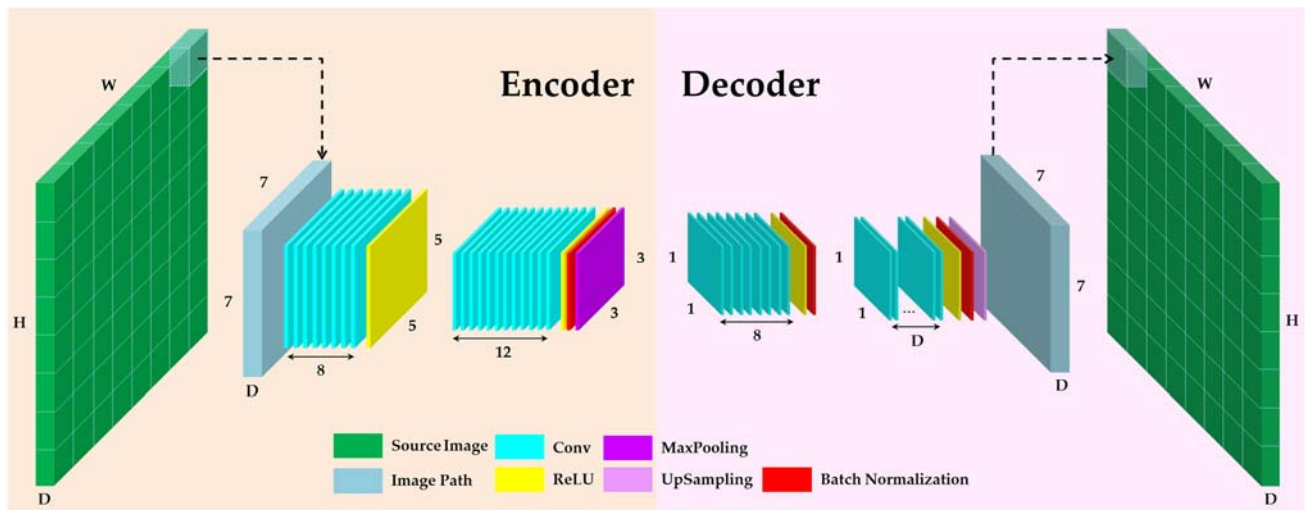 Encoder
Decoder
W
H
D
7
7
D
8
5
5
12
3
3
1
1
8
1
...
D
7
7
D
W
H
D
Source Image
Conv
MaxPooling
Image Path
ReLU
UpSampling
Batch Normalization